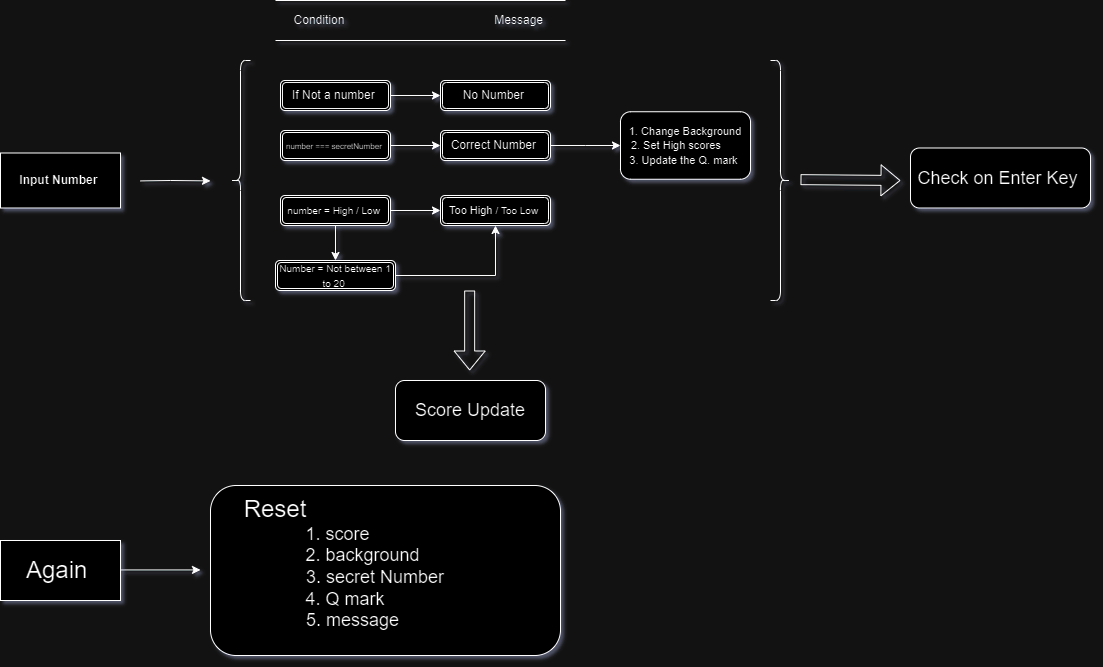 Condition
Message
If Not a number
No Number
number === secretNumber
Correct Number
1. Change Background
2. Set High scores
3. Update the Q. mark
Input Number
Check on Enter Key
number = High / Low
Too High / Too Low
Number = Not between 1
to 20
Score Update
Again
Reset
1. score
2. background
3. secret Number
4. Q mark
5. message